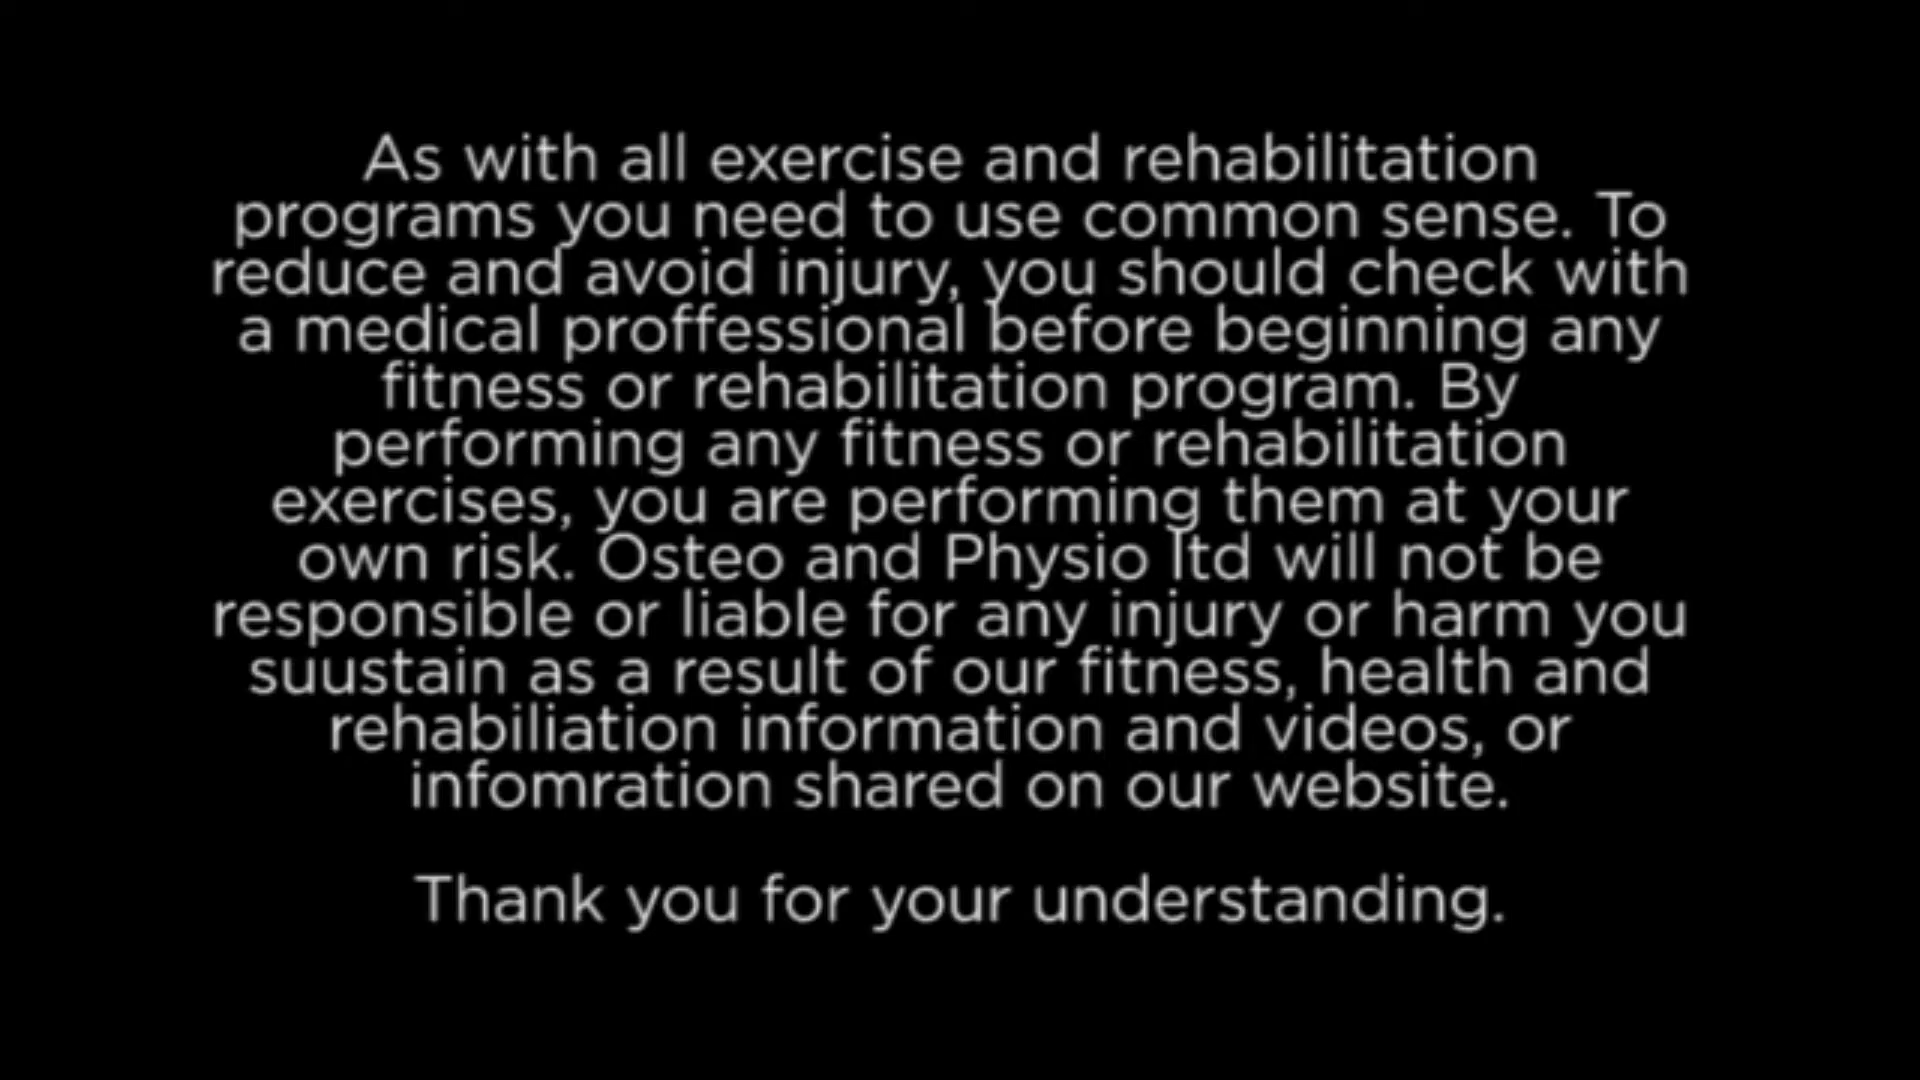 As with all exercise and rehabilitation
programs you need to use common sense. To
reduce and avoid injury, you should check with
a medical proffessional before beginning any
fitness or rehabilitation program. By
performing any fitness or rehabilitation
exercises, you are performing them at your
own risk. Osteo and Physio ltd will not be
responsible or liable for any injury or harm you
suustain as a result of our fitness, health and
rehabiliation information and videos, or
infomration shared on our website.
Thank you for your understanding.